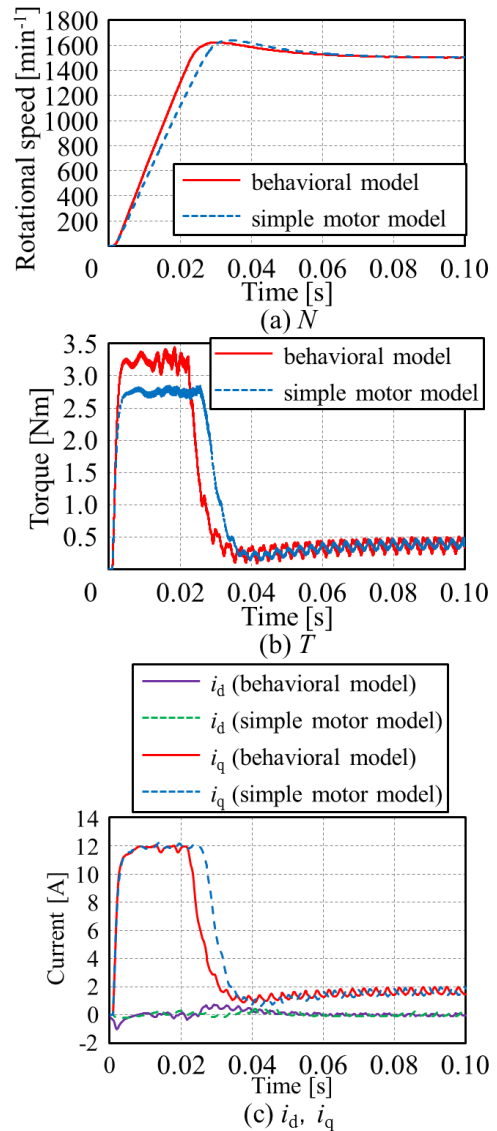 Rotational speed [min⁻¹]
1800
1600
1400
1200
1000
800
600
400
200
behavioral model
simple motor model
0 0.02 0.04 0.06 0.08 0.10
Time [s]
(a) N
Torque [Nm]
3.5
3.0
2.5
2.0
1.5
1.0
0.5
behavioral model
simple motor model
0 0.02 0.04 0.06 0.08 0.10
Time [s]
(b) T
i_d (behavioral model)
i_d (simple motor model)
i_q (behavioral model)
i_q (simple motor model)
Current [A]
14
12
10
8
6
4
2
0
-2
0 0.02 0.04 0.06 0.08 0.10
Time [s]
(c) i_d, i_q